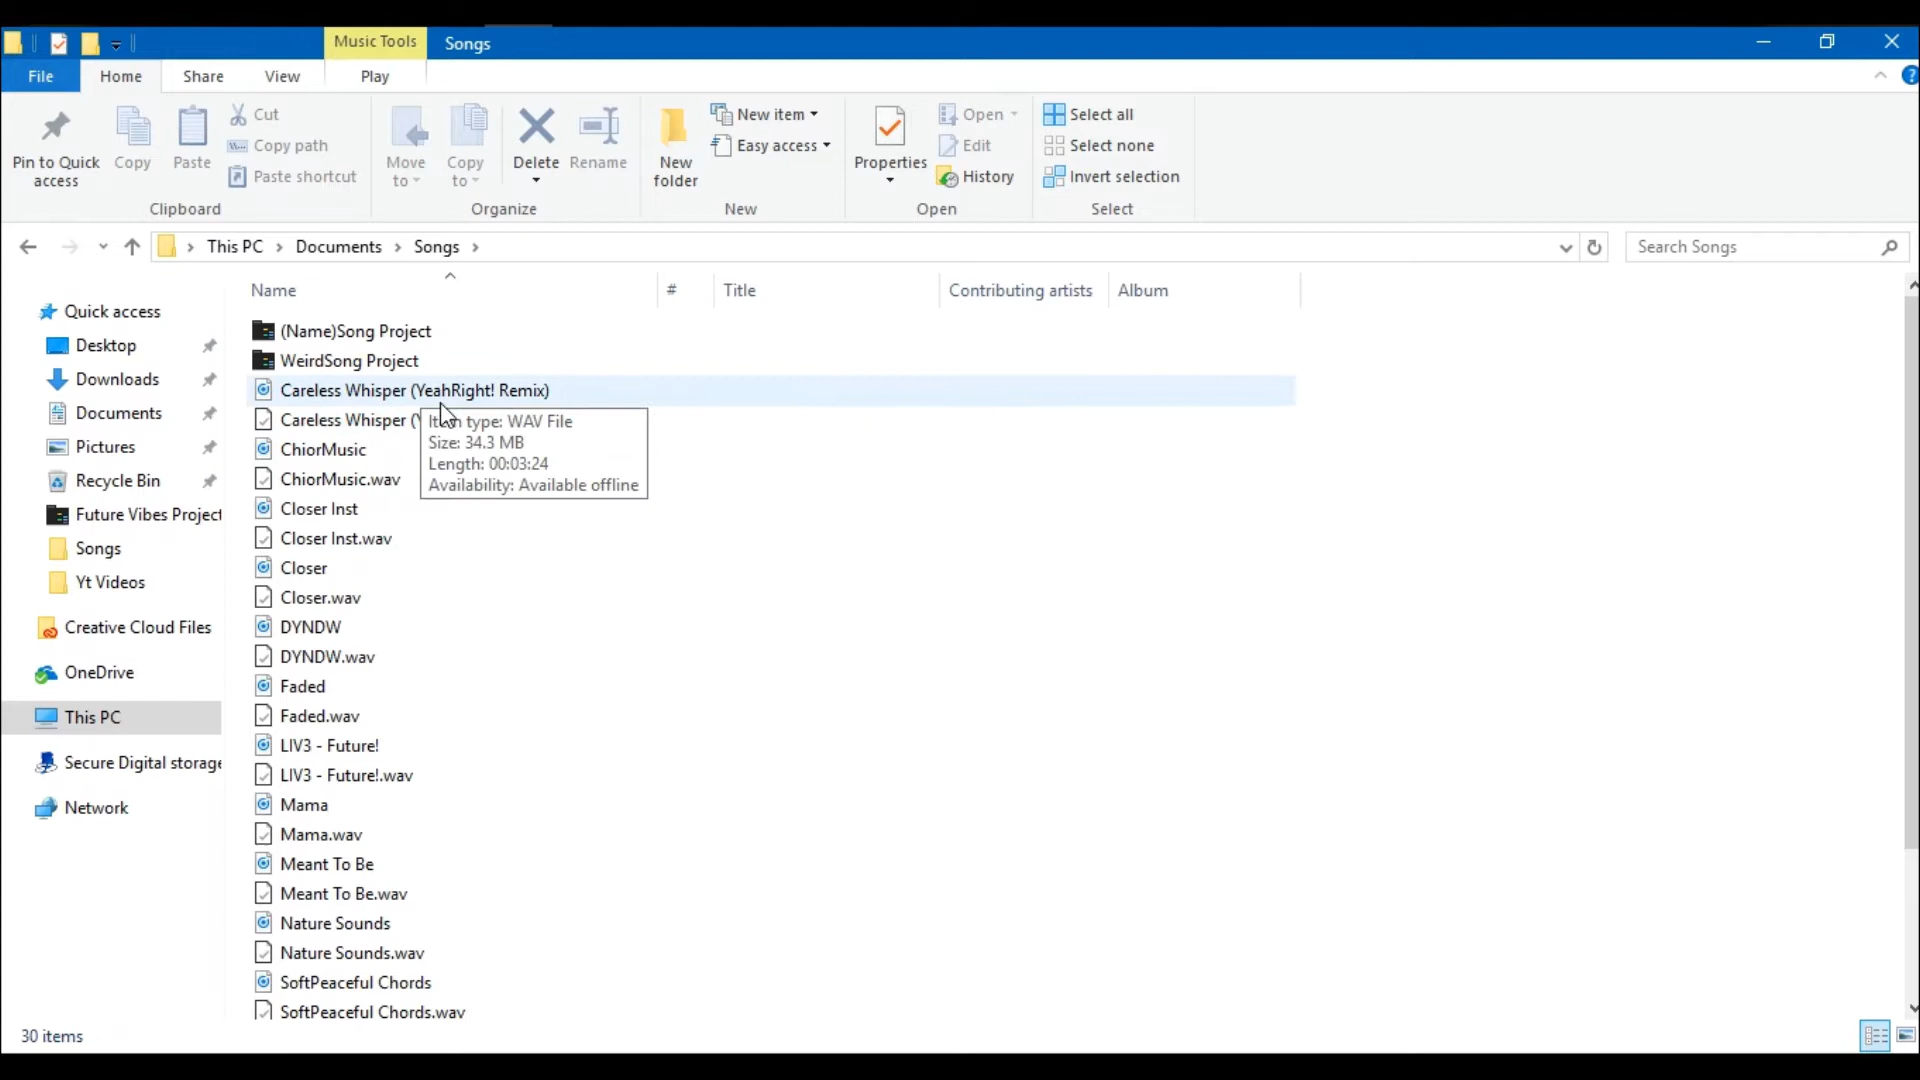 Music Tools
Songs
File
Home
Share
View
Play
Pin to Quick access
Copy
Paste
Cut
Copy path
Paste shortcut
Clipboard
Move to
Copy to
Delete
Rename
Organize
New folder
New item
Easy access
New
Properties
Open
Edit
History
Open
Select all
Select none
Invert selection
Select
This PC
Documents
Songs
Search Songs
Name
#
Title
Contributing artists
Album
Quick access
Desktop
Downloads
Documents
Pictures
Recycle Bin
Future Vibes Project
Songs
Yt Videos
Creative Cloud Files
OneDrive
This PC
Secure Digital storage
Network
(Name)Song Project
WeirdSong Project
Careless Whisper (YeahRight! Remix)
Careless Whisper (
Item type: WAV File
Size: 34.3 MB
Length: 00:03:24
Availability: Available offline
ChiorMusic
ChiorMusic.wav
Closer Inst
Closer Inst.wav
Closer
Closer.wav
DYNDW
DYNDW.wav
Faded
Faded.wav
LIV3 - Future!
LIV3 - Future!.wav
Mama
Mama.wav
Meant To Be
Meant To Be.wav
Nature Sounds
Nature Sounds.wav
SoftPeaceful Chords
SoftPeaceful Chords.wav
30 items